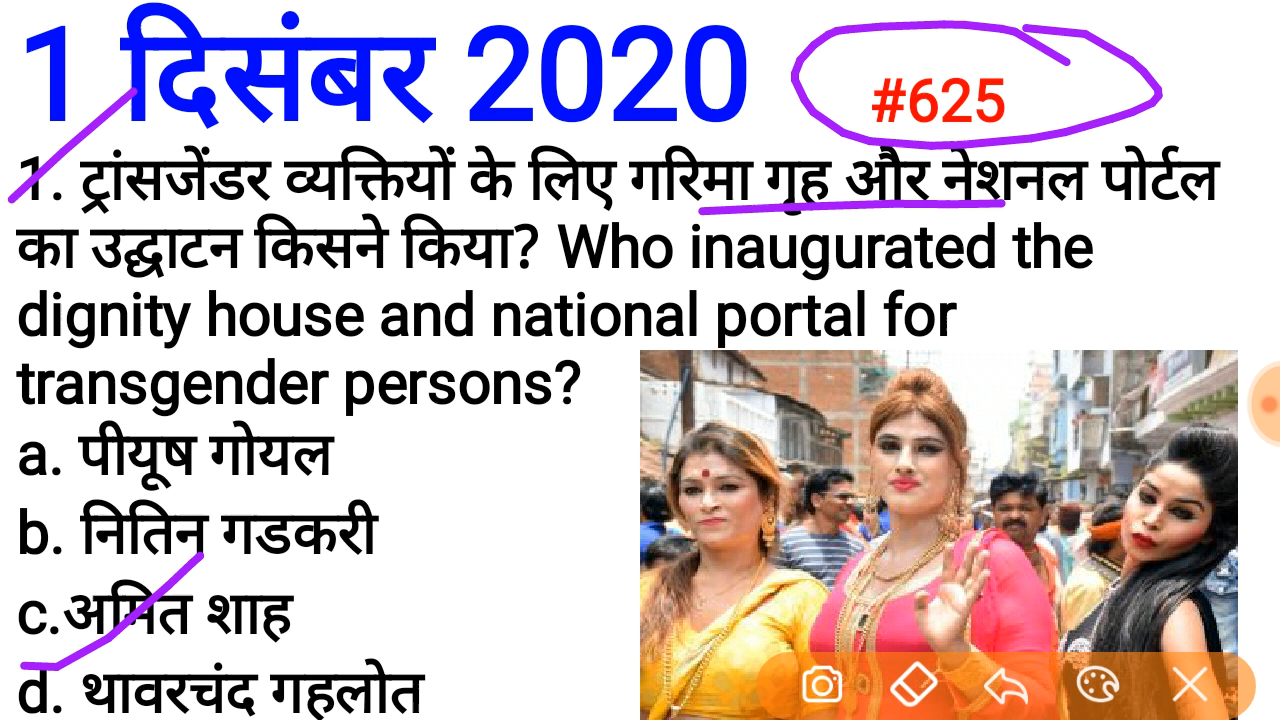 1 दिसंबर 2020 #625
1. ट्रांसजेंडर व्यक्तियों के लिए गरिमा गृह और नेशनल पोर्टल
का उद्घाटन किसने किया? Who inaugurated the
dignity house and national portal for
transgender persons?
a. पीयूष गोयल
b. नितिन गडकरी
c.अमित शाह
d. थावरचंद गहलोत